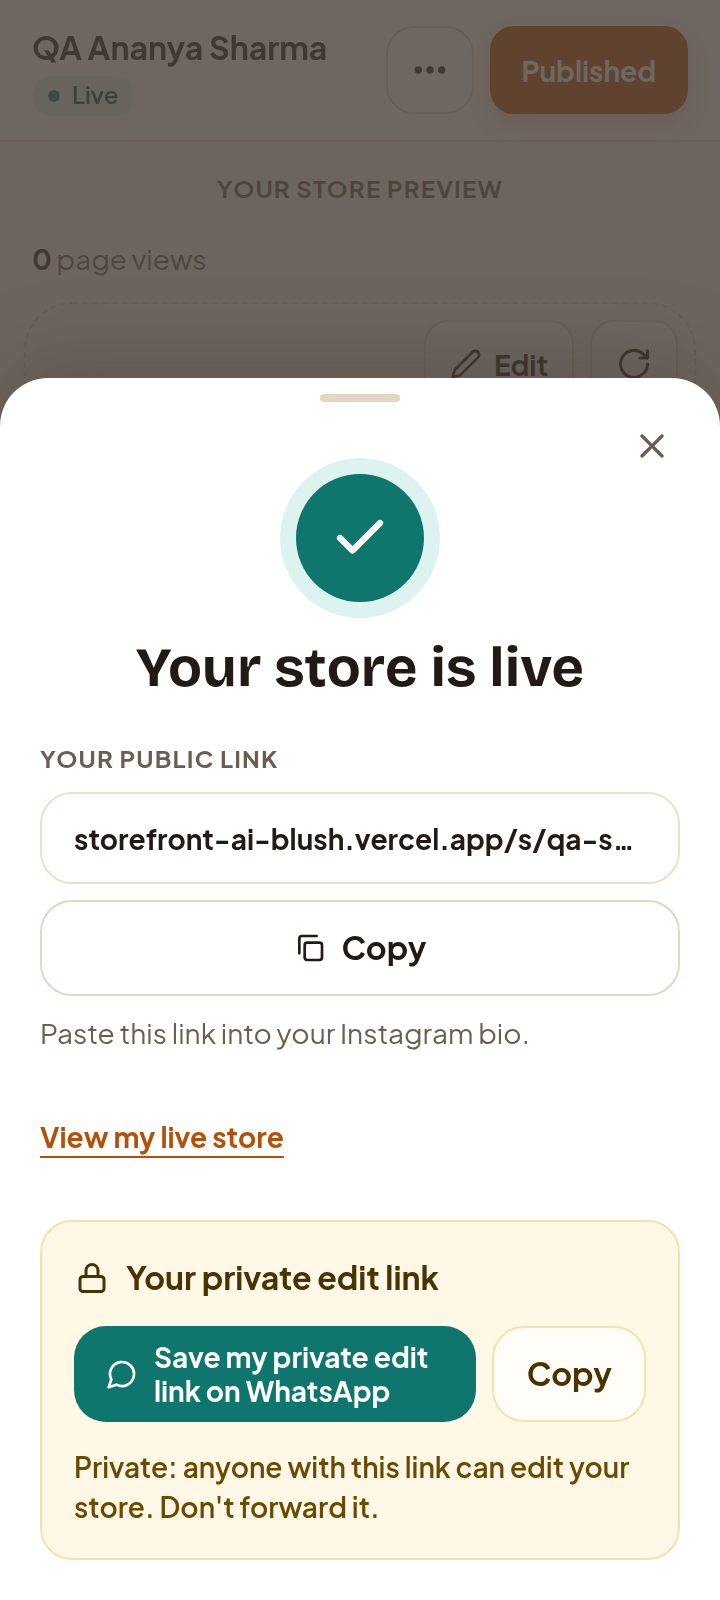 QA Ananya Sharma
Live
Published
YOUR STORE PREVIEW
0 page views
Edit
Your store is live
YOUR PUBLIC LINK
storefront-ai-blush.vercel.app/s/qa-s…
Copy
Paste this link into your Instagram bio.
View my live store
Your private edit link
Save my private edit
link on WhatsApp
Copy
Private: anyone with this link can edit your
store. Don't forward it.